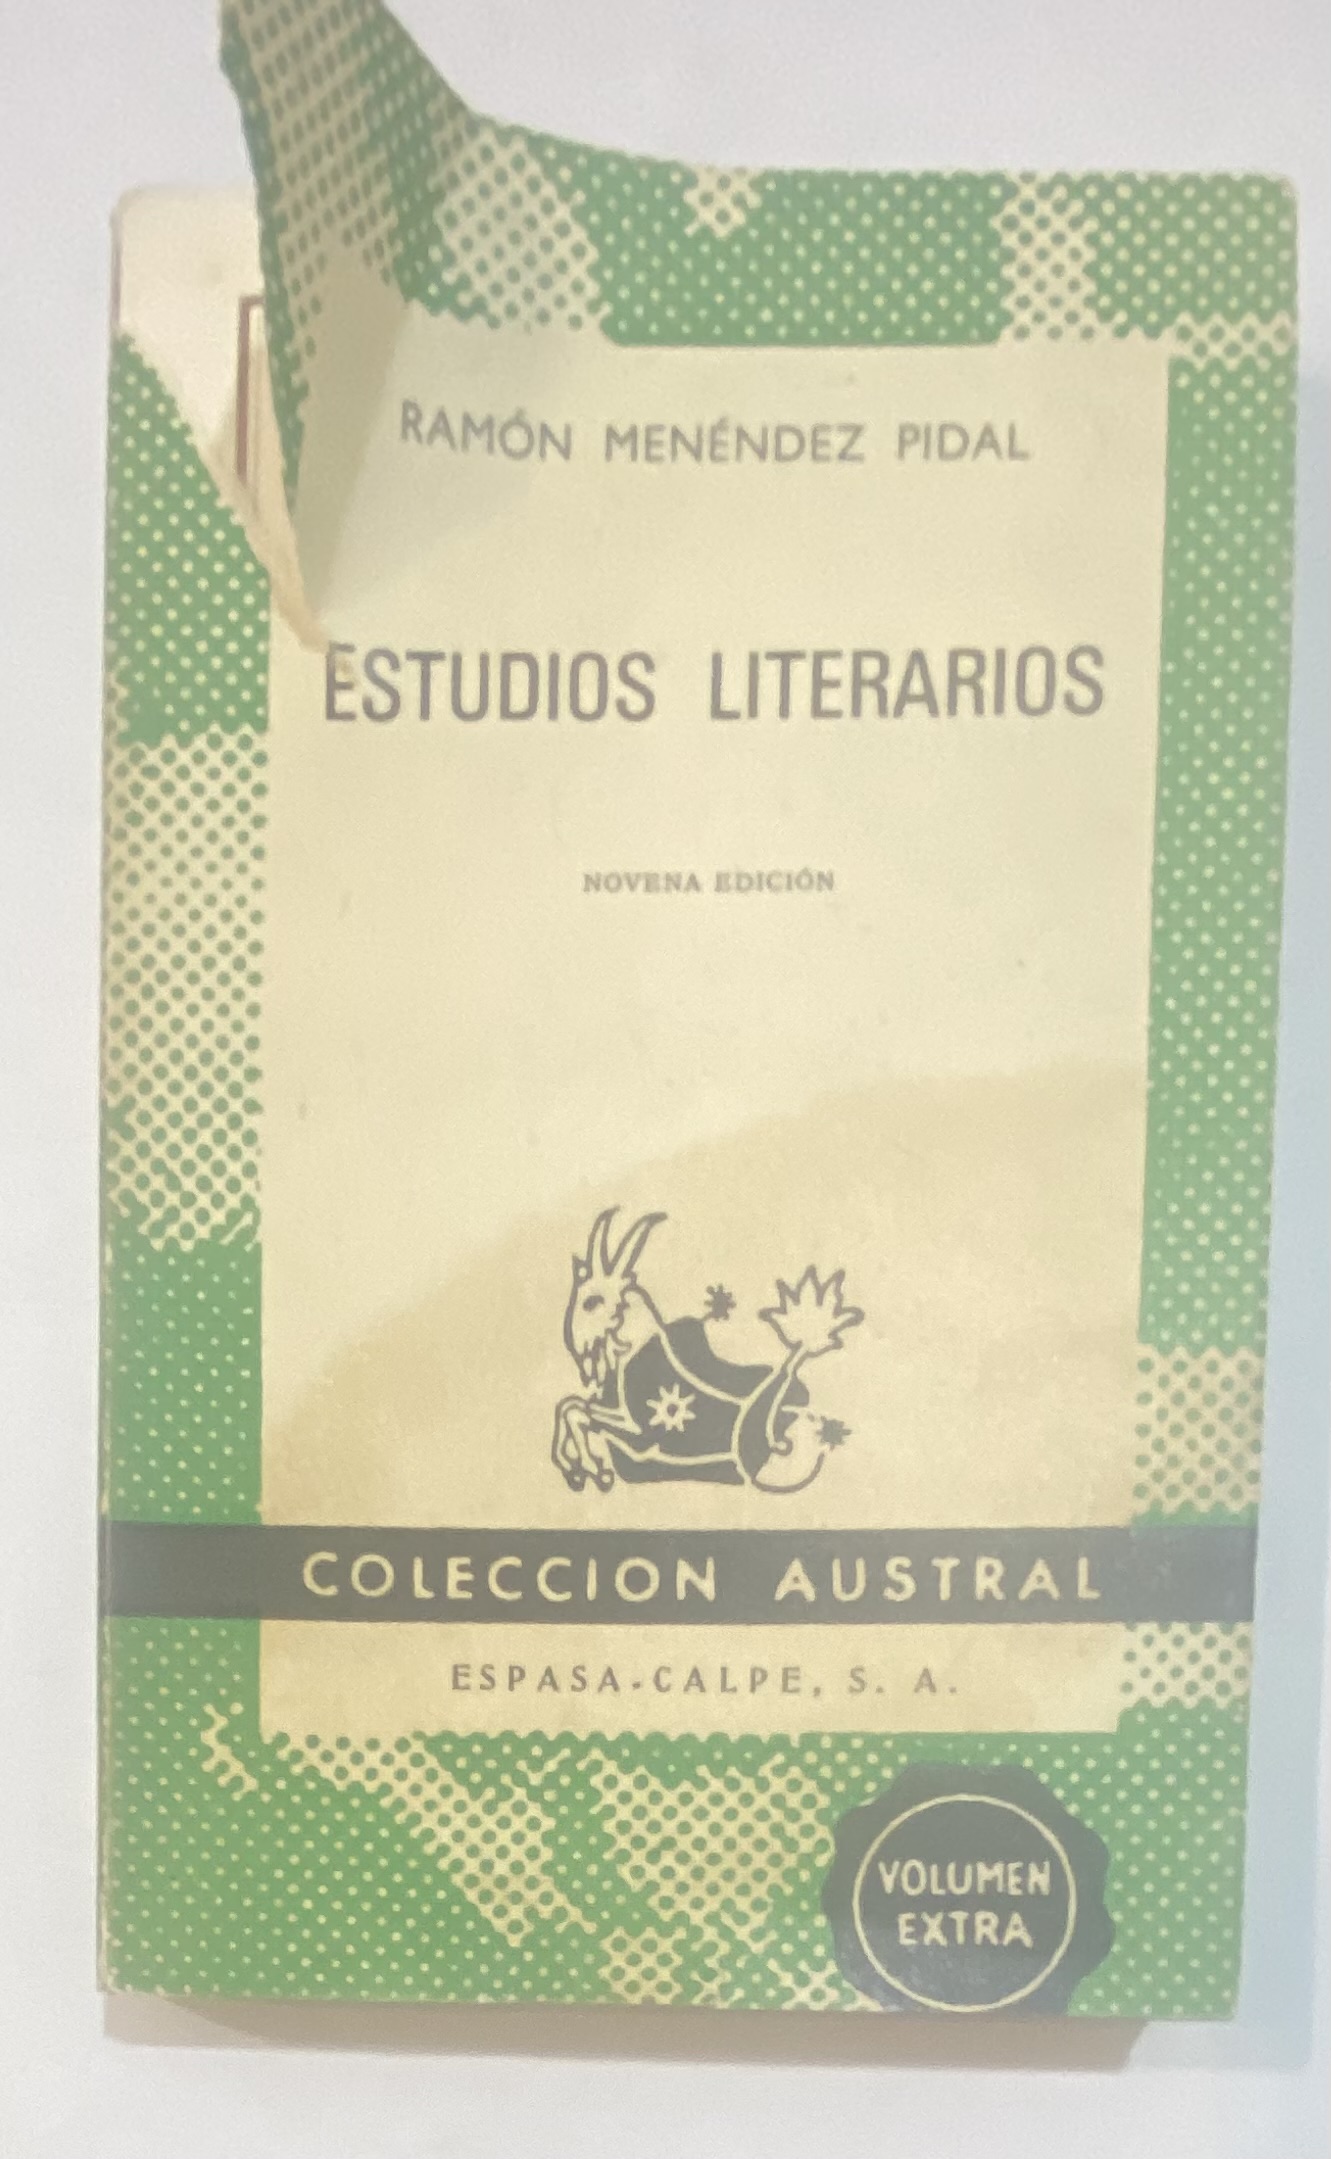 RAMÓN MENÉNDEZ PIDAL
ESTUDIOS LITERARIOS
NOVENA EDICIÓN
COLECCION AUSTRAL
ESPASA-CALPE, S. A.
VOLUMEN
EXTRA